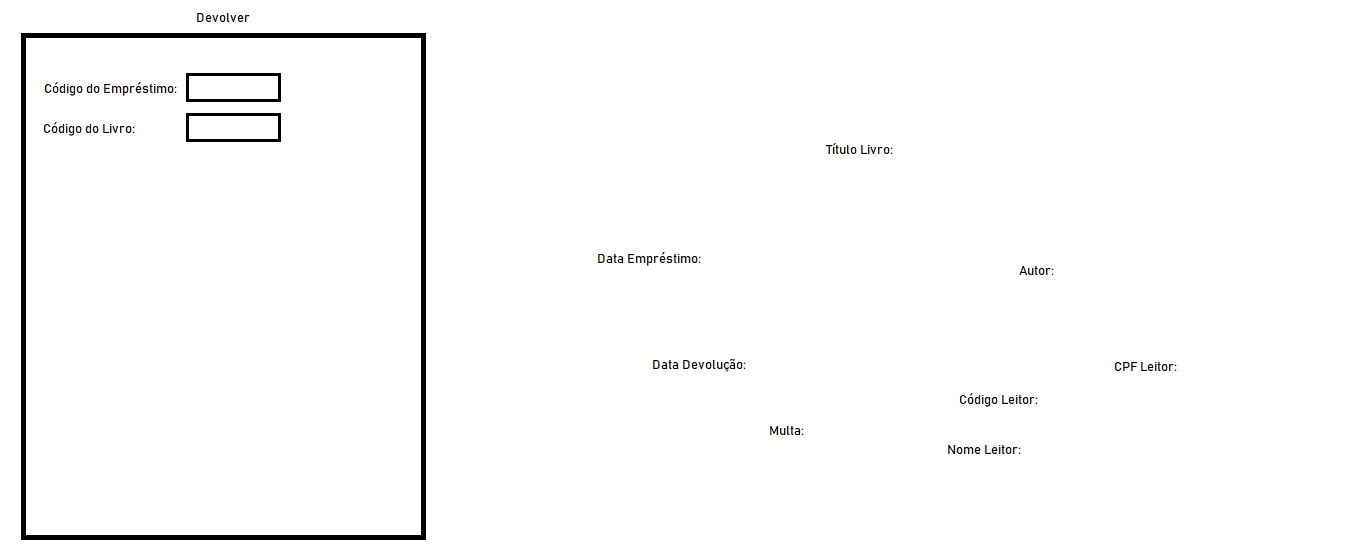 Devolver
Código do Empréstimo:
Código do Livro:
Título Livro:
Data Empréstimo:
Autor:
Data Devolução:
CPF Leitor:
Código Leitor:
Multa:
Nome Leitor: